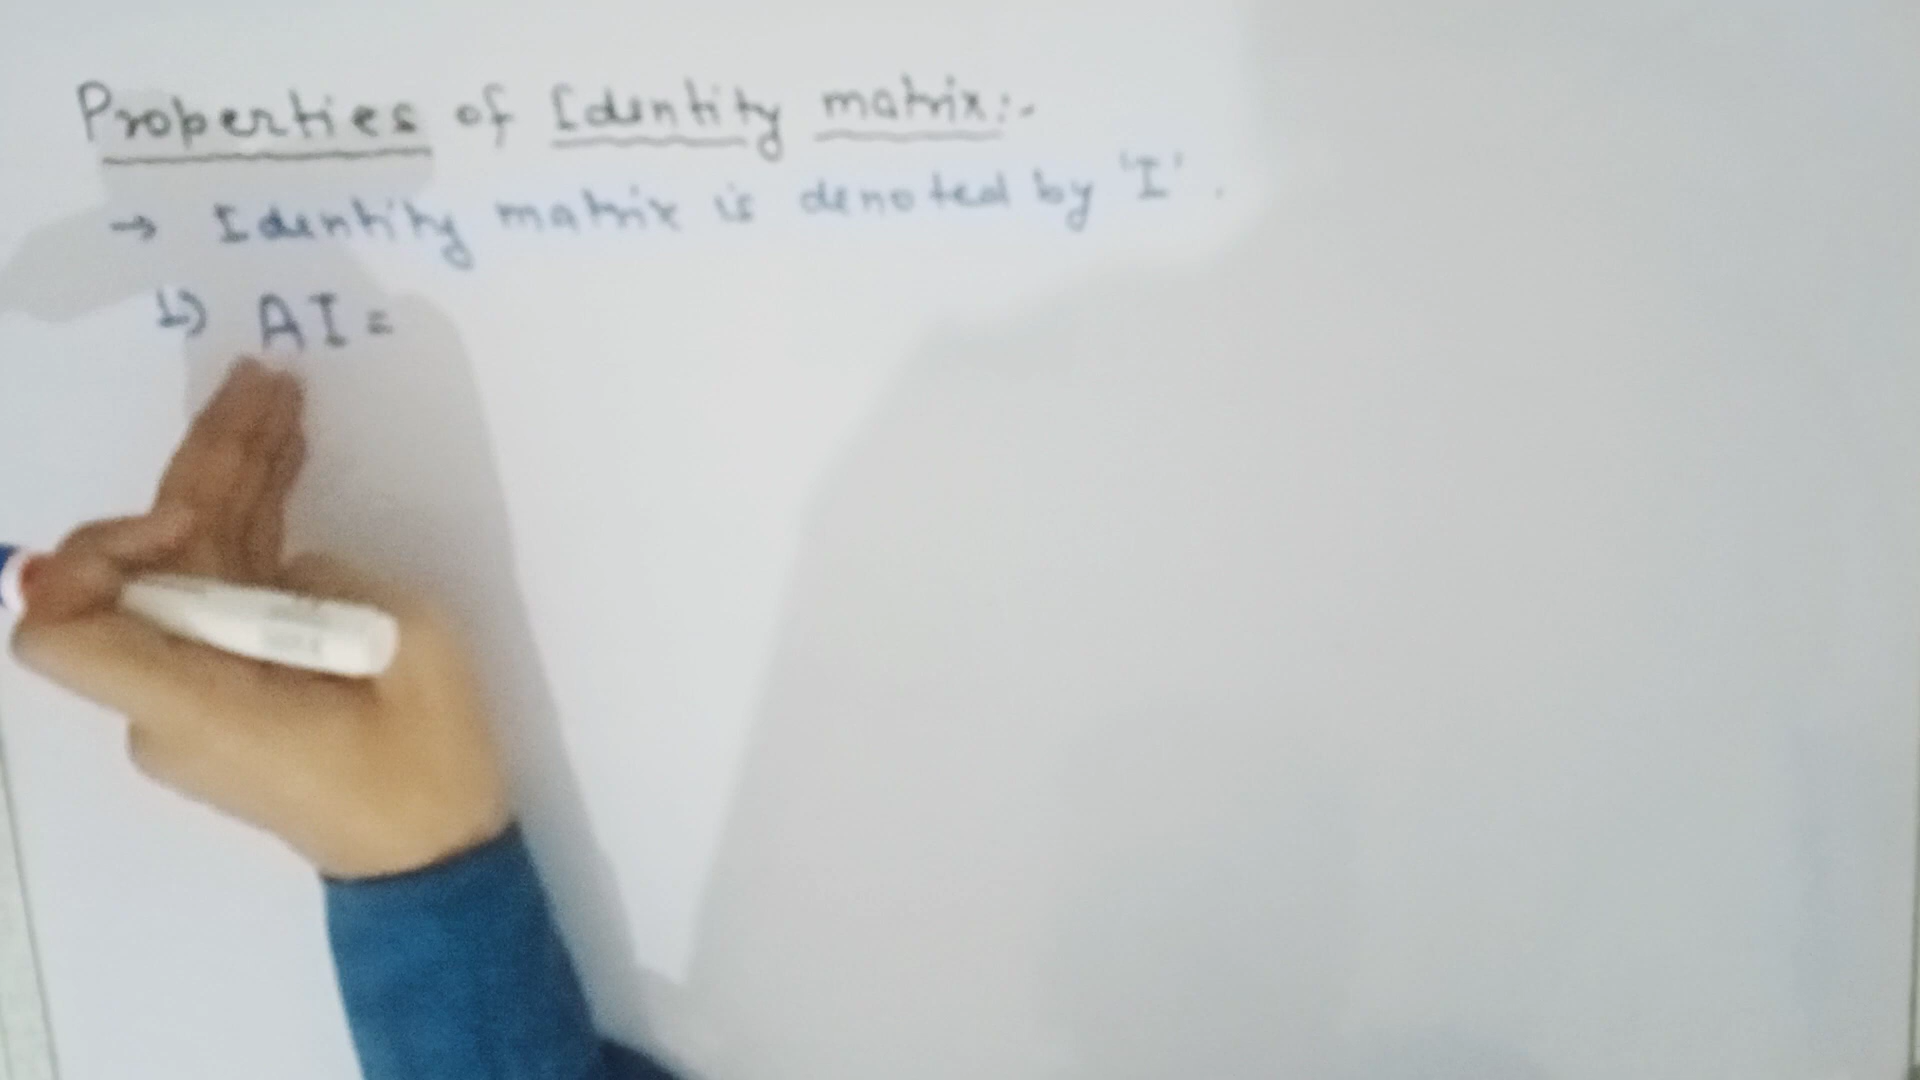 Properties of Identity matrix:-
→ Identity matrix is denoted by 'I'.
1) AI =